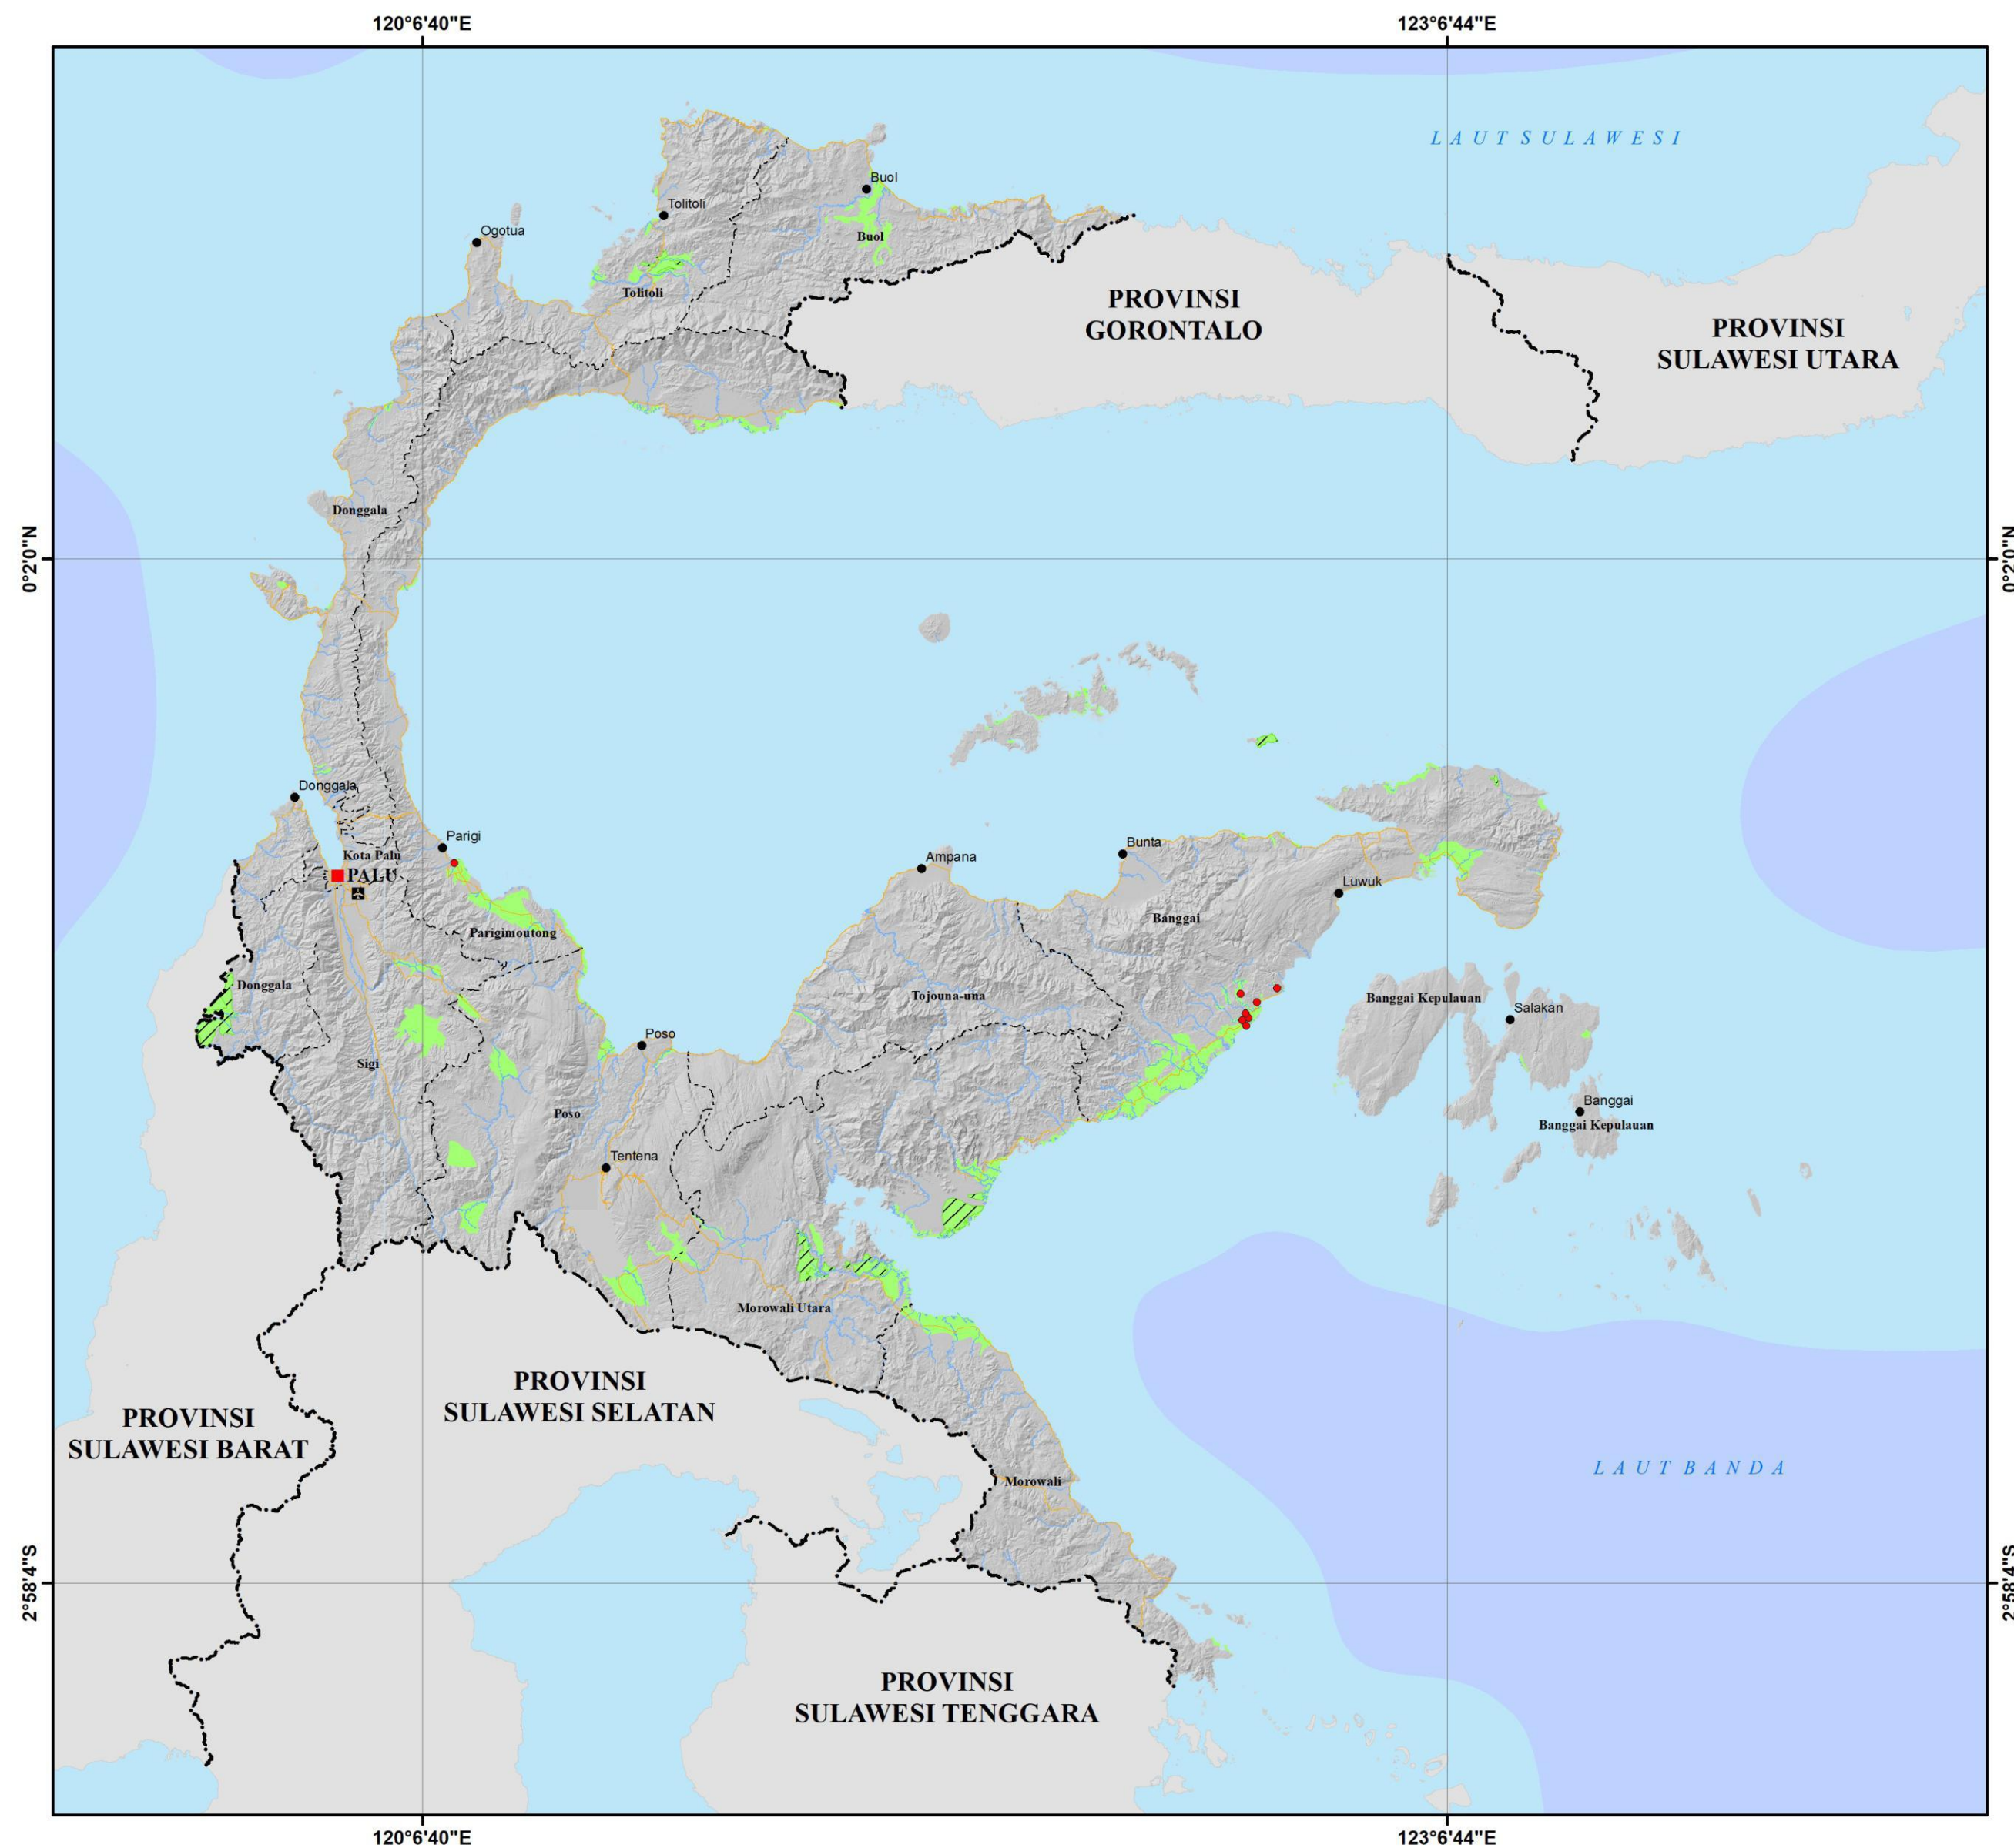 120°6'40"E
123°6'44"E
LAUT SULAWESI
Buol
Tolitoli
Ogotua
Buol
Tolitoli
PROVINSI
GORONTALO
PROVINSI
SULAWESI UTARA
Donggala
0°2'0"N
0°2'0"N
Donggala
Parigi
Bunta
Kota Palu
Ampana
PALU
Luwuk
Banggai
Parigimoutong
Donggala
Tojouna-una
Banggai Kepulauan
Salakan
Poso
Sigi
Banggai
Poso
Banggai Kepulauan
Tentena
Morowali Utara
PROVINSI
SULAWESI SELATAN
PROVINSI
SULAWESI BARAT
LAUT BANDA
Morowali
2°58'4"S
2°58'4"S
PROVINSI
SULAWESI TENGGARA
120°6'40"E
123°6'44"E